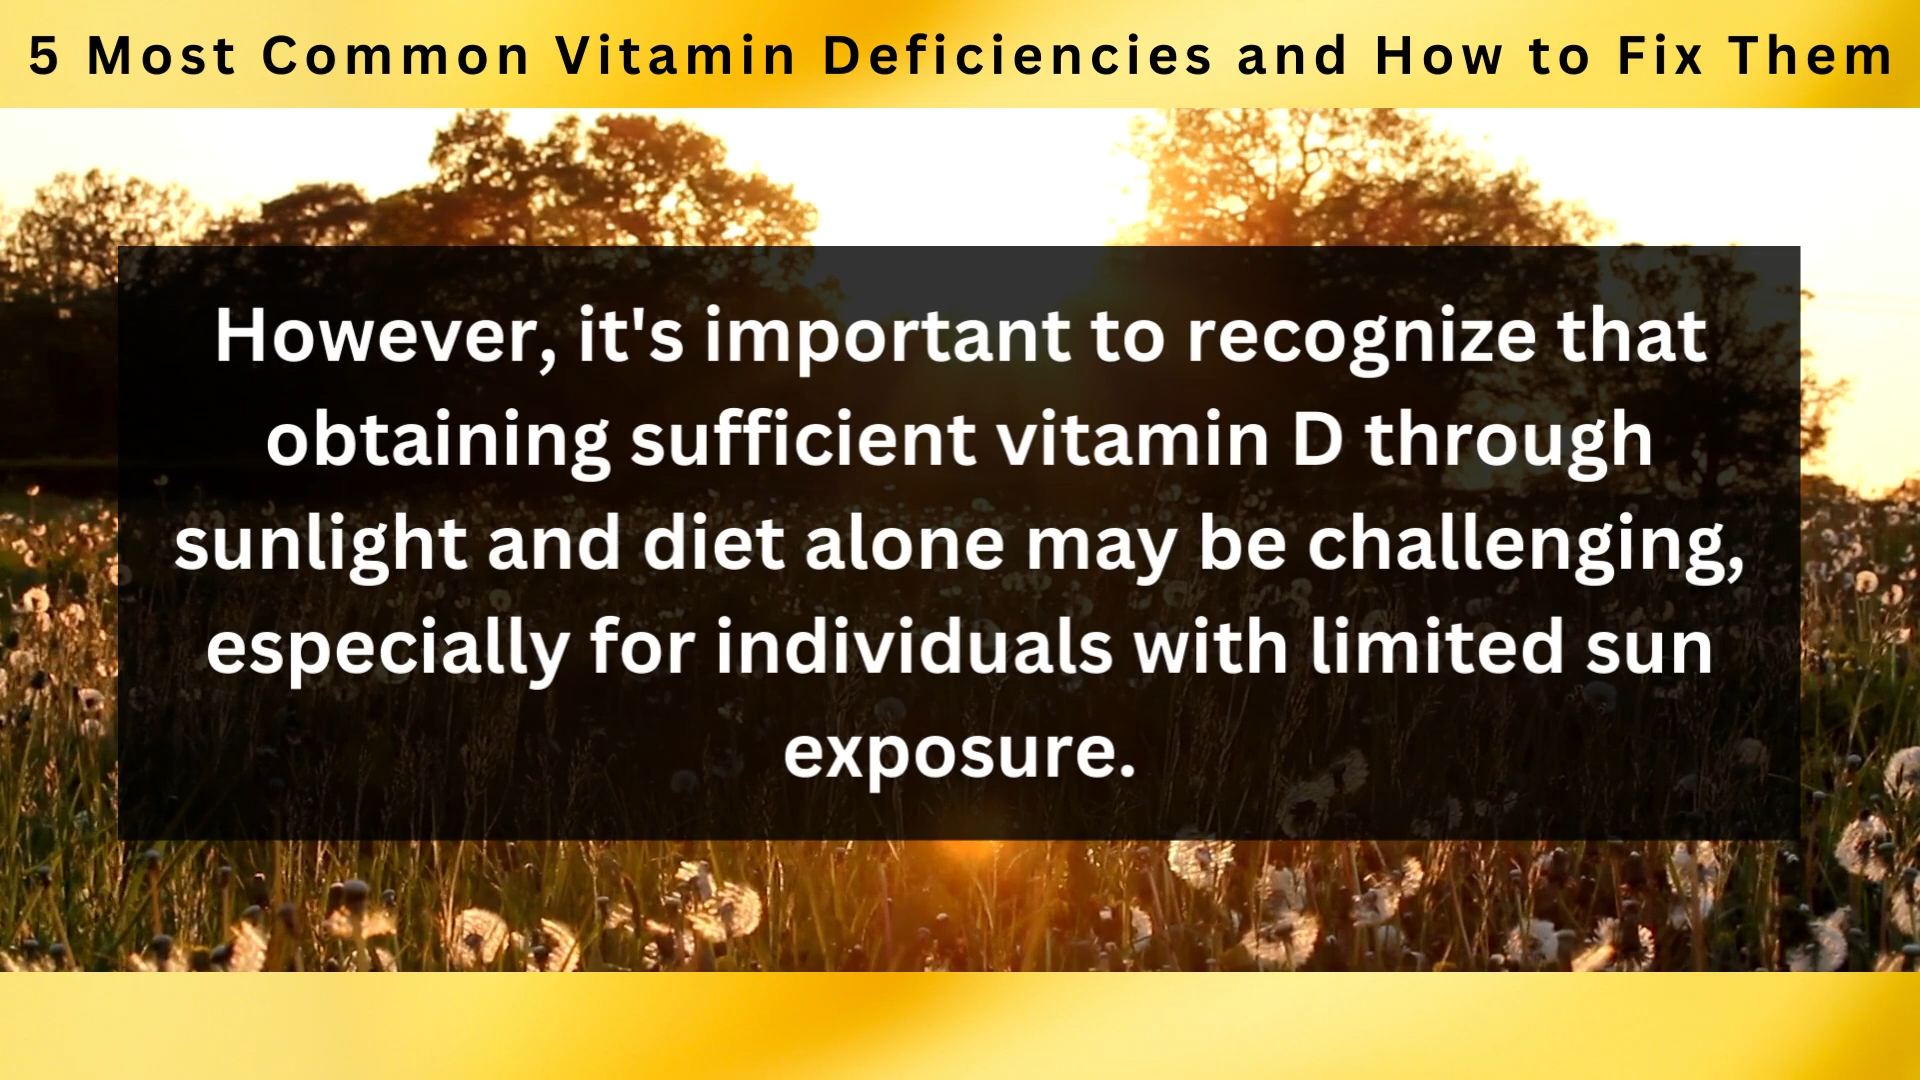 5 Most Common Vitamin Deficiencies and How to Fix Them
However, it's important to recognize that
obtaining sufficient vitamin D through
sunlight and diet alone may be challenging,
especially for individuals with limited sun
exposure.